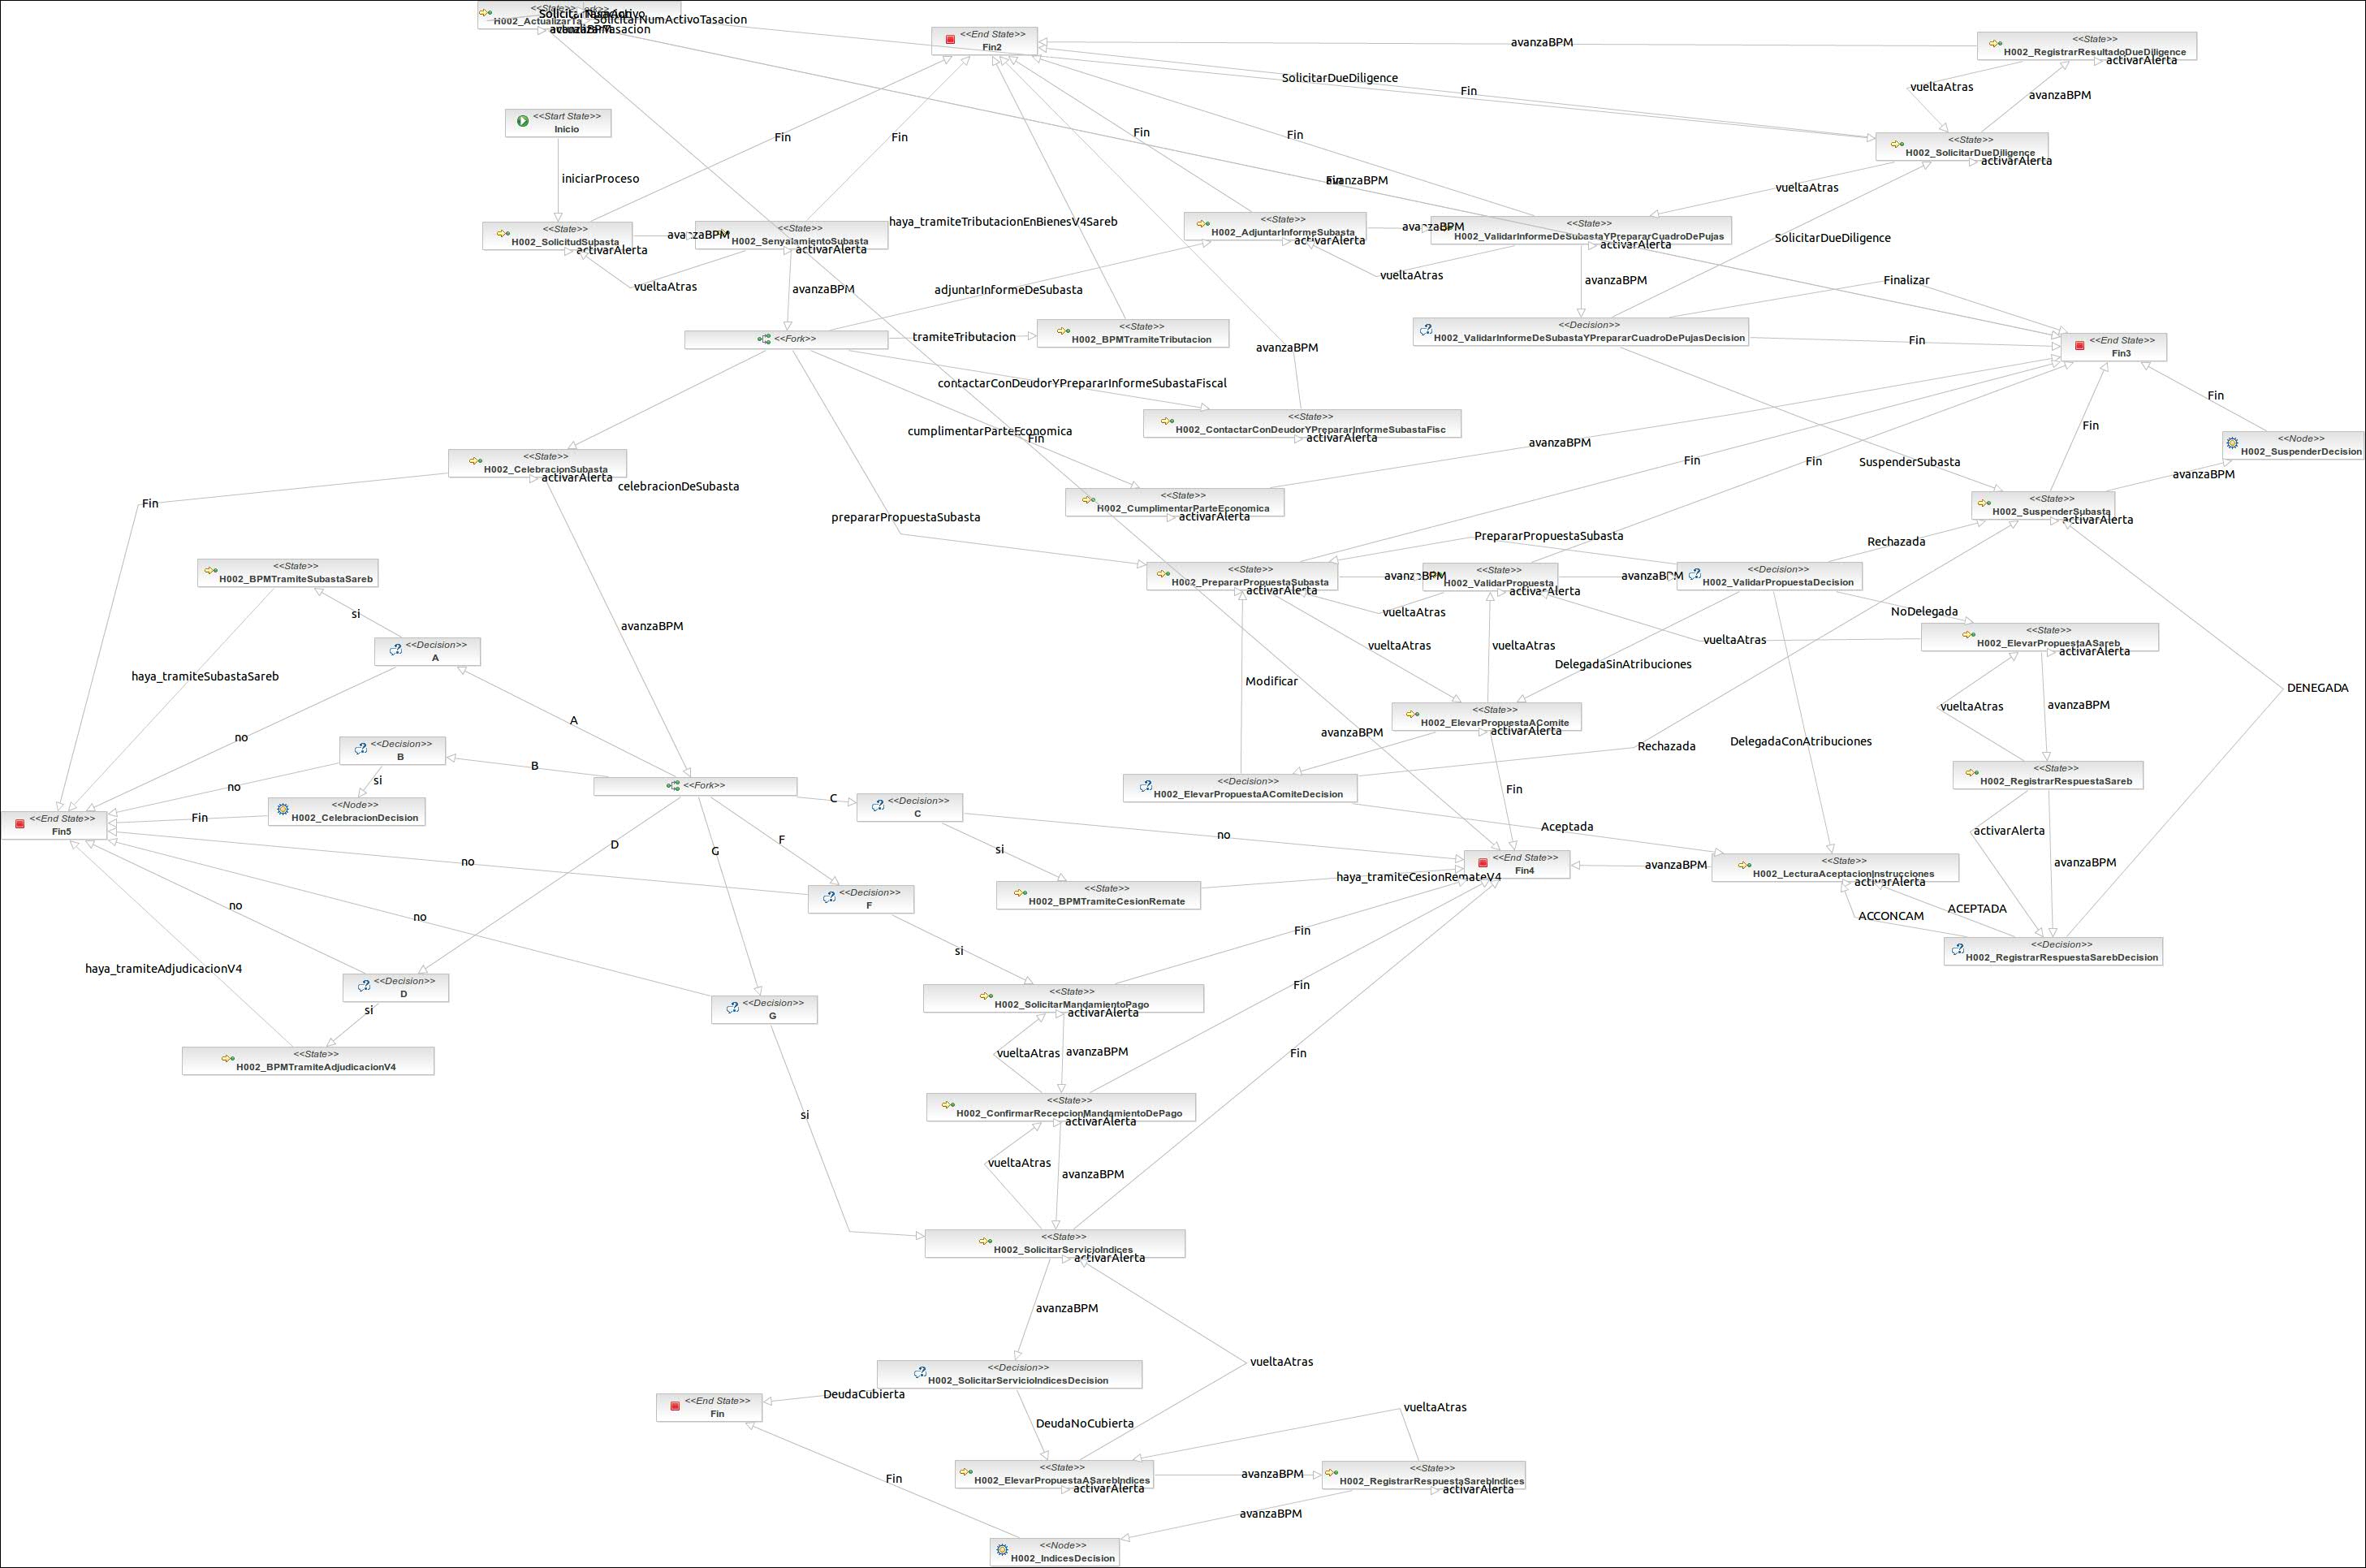 <<State>>
H002_ActualizarTa
SolicitarNumActivoTasacion
<<End State>>
Fin2
avanzaBPM
<<State>>
H002_RegistrarResultadoDueDiligence
activarAlerta
SolicitarDueDiligence
Fin
vueltaAtras
avanzaBPM
<<Start State>>
Inicio
Fin
Fin
Fin
Fin
<<State>>
H002_SolicitarDueDiligence
activarAlerta
iniciarProceso
avanzaBPM
vueltaAtras
<<State>>
H002_SolicitudSubasta
activarAlerta
avanzaBPM
<<State>>
H002_SenyalamientoSubasta
activarAlerta
haya_tramiteTributacionEnBienesV4Sareb
<<State>>
H002_AdjuntarInformeSubasta
activarAlerta
avanzaBPM
<<State>>
H002_ValidarInformeDeSubastaYPrepararCuadroDePujas
activarAlerta
SolicitarDueDiligence
vueltaAtras
avanzaBPM
adjuntarInformeDeSubasta
vueltaAtras
avanzaBPM
Finalizar
<<Fork>>
tramiteTributacion
<<State>>
H002_BPMTramiteTributacion
<<Decision>>
H002_ValidarInformeDeSubastaYPrepararCuadroDePujasDecision
Fin
<<End State>>
Fin3
avanzaBPM
contactarConDeudorYPrepararInformeSubastaFiscal
Fin
<<State>>
H002_ContactarConDeudorYPrepararInformeSubastaFisc
activarAlerta
cumplimentarParteEconomica
Fin
avanzaBPM
Fin
<<Node>>
H002_SuspenderDecision
<<State>>
H002_CelebracionSubasta
activarAlerta
celebracionDeSubasta
Fin
Fin
SuspenderSubasta
avanzaBPM
Fin
<<State>>
H002_CumplimentarParteEconomica
activarAlerta
prepararPropuestaSubasta
<<State>>
H002_SuspenderSubasta
activarAlerta
PrepararPropuestaSubasta
Rechazada
<<State>>
H002_BPMTramiteSubastaSareb
<<State>>
H002_PrepararPropuestaSubasta
activarAlerta
avanzaBPM
<<State>>
H002_ValidarPropuesta
activarAlerta
avanzaBPM
<<Decision>>
H002_ValidarPropuestaDecision
si
avanzaBPM
vueltaAtras
NoDelegada
<<Decision>>
A
vueltaAtras
vueltaAtras
vueltaAtras
<<State>>
H002_ElevarPropuestaASareb
activarAlerta
haya_tramiteSubastaSareb
Modificar
DelegadaSinAtribuciones
DENEGADA
A
<<State>>
H002_ElevarPropuestaAComite
activarAlerta
vueltaAtras
avanzaBPM
no
avanzaBPM
Rechazada
DelegadaConAtribuciones
<<Decision>>
B
B
si
no
<<Fork>>
<<Decision>>
H002_ElevarPropuestaAComiteDecision
Fin
<<State>>
H002_RegistrarRespuestaSareb
<<End State>>
Fin5
Fin
<<Node>>
H002_CelebracionDecision
C
<<Decision>>
C
Aceptada
activarAlerta
D
G
F
si
no
<<End State>>
Fin4
avanzaBPM
<<State>>
H002_LecturaAceptacionInstrucciones
activarAlerta
avanzaBPM
no
haya_tramiteCesionRemateV4
<<State>>
H002_BPMTramiteCesionRemate
no
no
<<Decision>>
F
ACCONCAM
ACEPTADA
si
Fin
<<Decision>>
H002_RegistrarRespuestaSarebDecision
haya_tramiteAdjudicacionV4
<<Decision>>
D
si
<<Decision>>
G
<<State>>
H002_SolicitarMandamientoPago
activarAlerta
Fin
<<State>>
H002_BPMTramiteAdjudicacionV4
vueltaAtras
avanzaBPM
Fin
si
<<State>>
H002_ConfirmarRecepcionMandamientoDePago
activarAlerta
vueltaAtras
avanzaBPM
<<State>>
H002_SolicitarServicioIndices
activarAlerta
avanzaBPM
vueltaAtras
<<Decision>>
H002_SolicitarServicioIndicesDecision
<<End State>>
Fin
DeudaCubierta
DeudaNoCubierta
vueltaAtras
<<State>>
H002_ElevarPropuestaASarebIndices
activarAlerta
avanzaBPM
<<State>>
H002_RegistrarRespuestaSarebIndices
activarAlerta
Fin
avanzaBPM
<<Node>>
H002_IndicesDecision